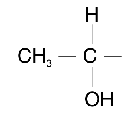 H
CH₃ — C —
OH